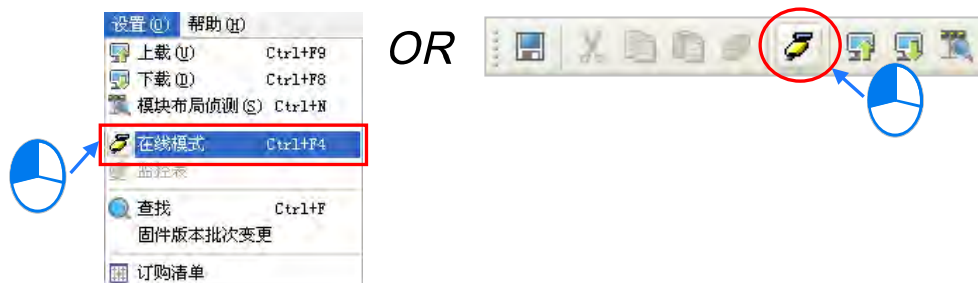 设置(O) 帮助(H)
OR
上载(U) Ctrl+F9
下载(D) Ctrl+F8
模块布局侦测(S) Ctrl+N
在线模式 Ctrl+F4
监控表
查找 Ctrl+F
固件版本批次变更
订购清单